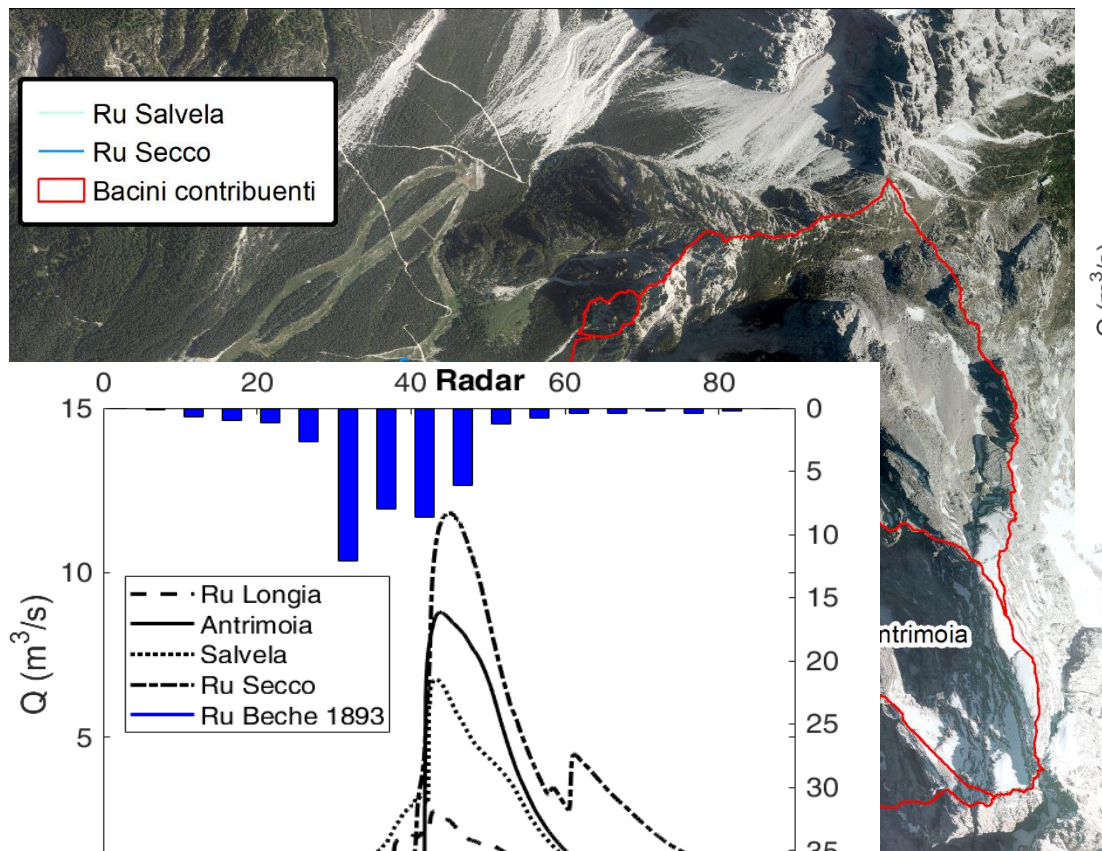 Ru Salvela
Ru Secco
Bacini contribuenti
Q (m³/s)
0 20 40 Radar 60 80
15 0
5
10 10
15
Ru Longia
Antrimoia
Salvela
Ru Secco
Ru Beche 1893
Q (m³/s)
20
25
5
30
35
ntrimoia